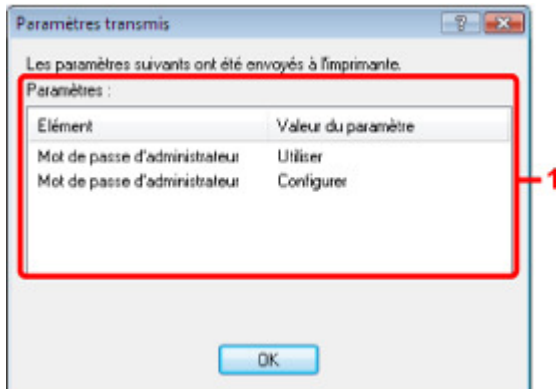 Paramètres transmis
Les paramètres suivants ont été envoyés à l'imprimante.
Paramètres :
Elément Valeur du paramètre
Mot de passe d'administrateur Utiliser
Mot de passe d'administrateur Configurer
1
OK